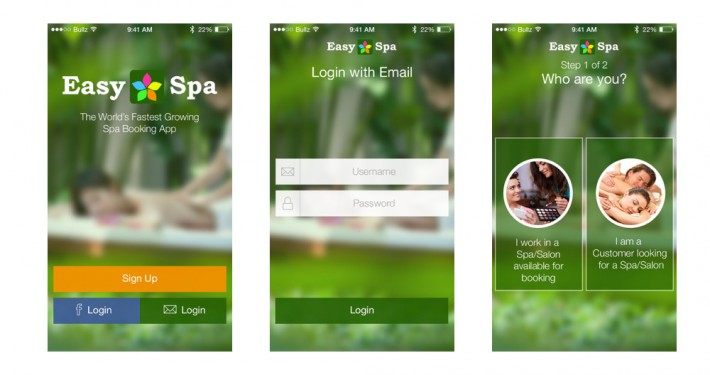 Bullz 9:41 AM 22%
Easy Spa
The World's Fastest Growing
Spa Booking App
Sign Up
f Login
Login
Bullz 9:41 AM 22%
Easy Spa
Login with Email
Username
Password
Login
Bullz 9:41 AM 22%
Easy Spa
Step 1 of 2
Who are you?
I work in a
Spa/Salon
available for
booking
I am a
Customer looking
for a Spa/Salon